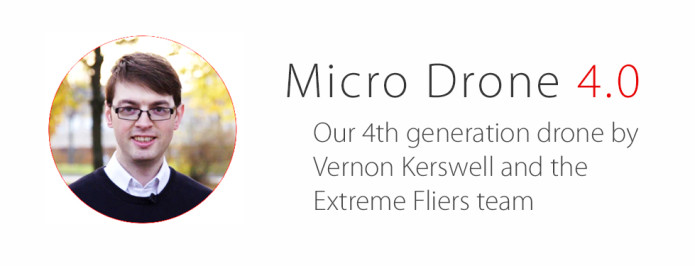 Micro Drone 4.0
Our 4th generation drone by
Vernon Kerswell and the
Extreme Fliers team